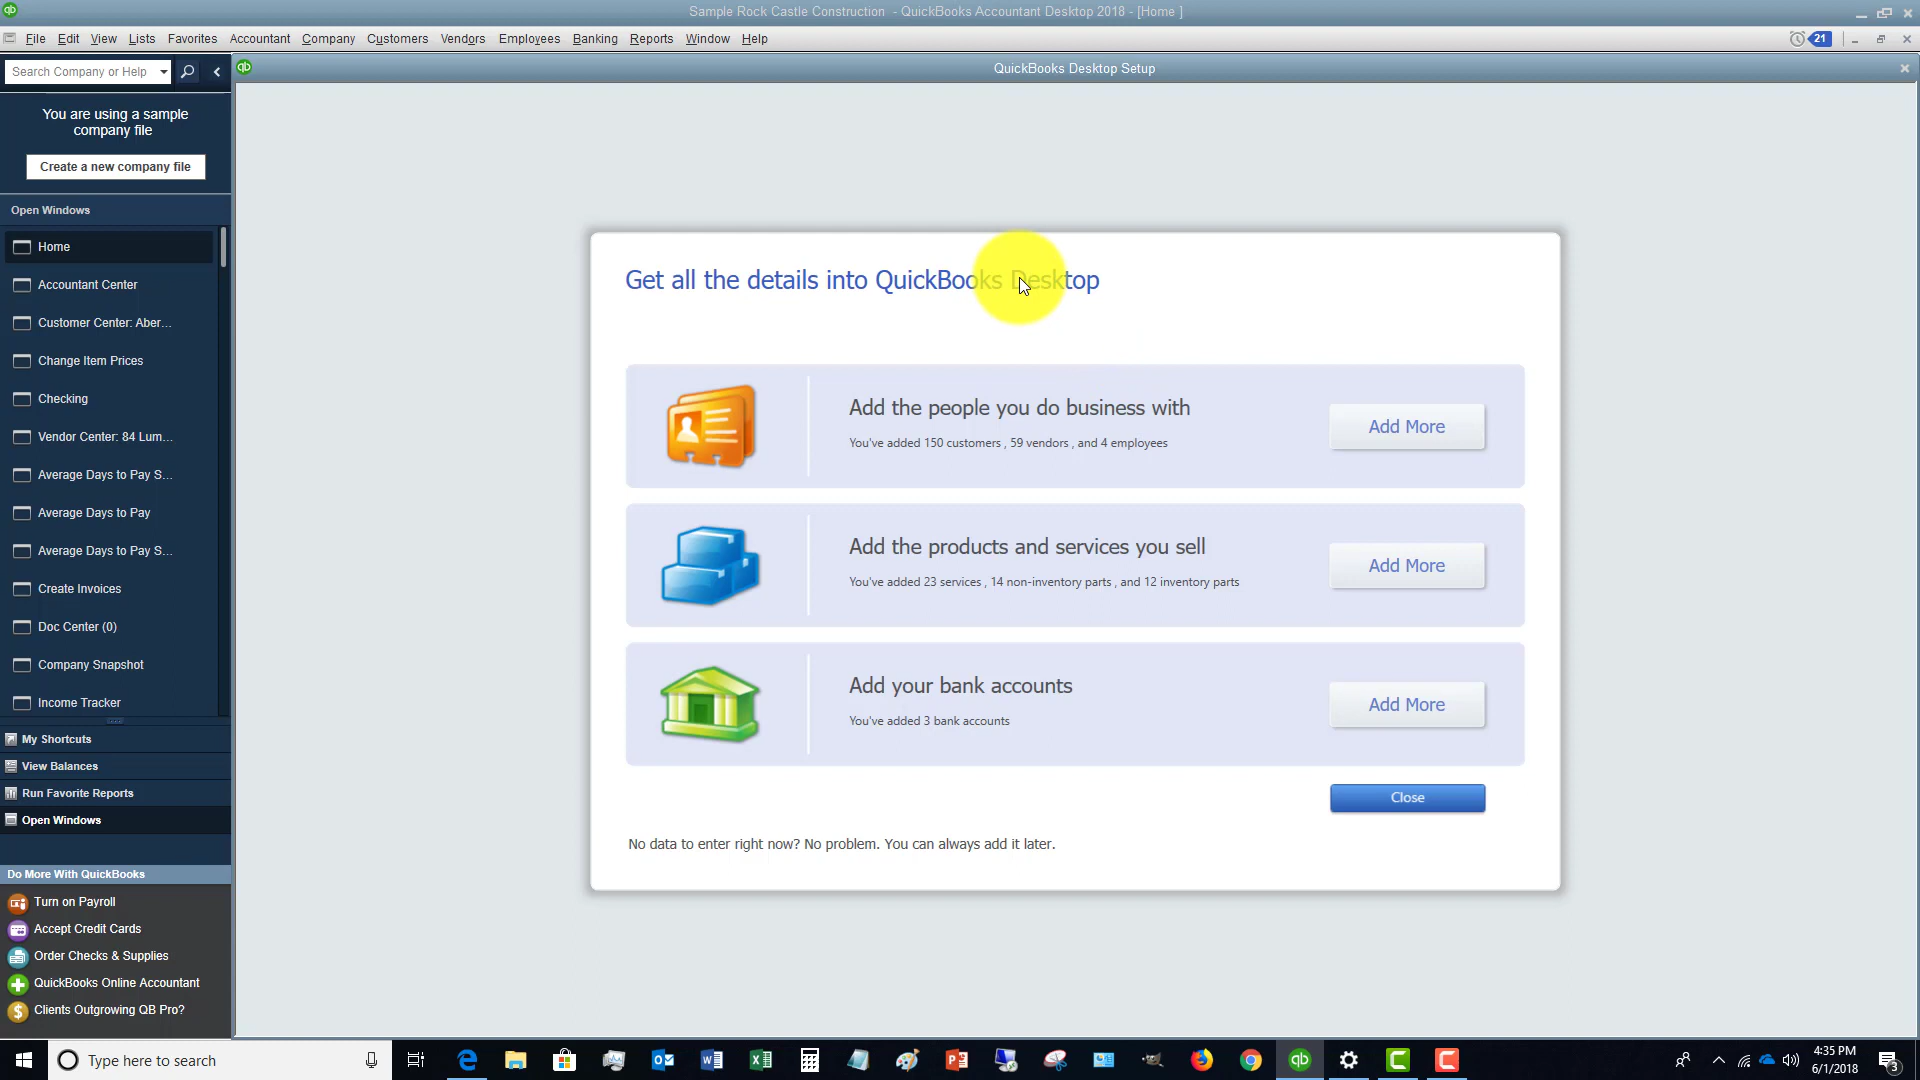 Sample Rock Castle Construction - QuickBooks Accountant Desktop 2018 - [Home ]
File Edit View Lists Favorites Accountant Company Customers Vendors Employees Banking Reports Window Help
21
Search Company or Help
QuickBooks Desktop Setup
You are using a sample
company file
Create a new company file
Open Windows
Home
Accountant Center
Customer Center: Aber...
Change Item Prices
Checking
Vendor Center: 84 Lum...
Average Days to Pay S...
Average Days to Pay
Average Days to Pay S...
Create Invoices
Doc Center (0)
Company Snapshot
Income Tracker
My Shortcuts
View Balances
Run Favorite Reports
Open Windows
Do More With QuickBooks
Turn on Payroll
Accept Credit Cards
Order Checks & Supplies
QuickBooks Online Accountant
Clients Outgrowing QB Pro?
Get all the details into QuickBooks Desktop
Add the people you do business with
You've added 150 customers , 59 vendors , and 4 employees
Add More
Add the products and services you sell
You've added 23 services , 14 non-inventory parts , and 12 inventory parts
Add More
Add your bank accounts
You've added 3 bank accounts
Add More
Close
No data to enter right now? No problem. You can always add it later.
Type here to search
4:35 PM
6/1/2018
3